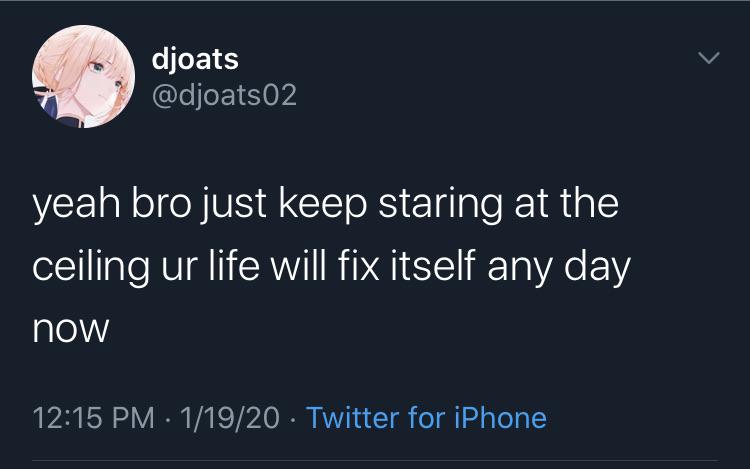 djoats
@djoats02
yeah bro just keep staring at the
ceiling ur life will fix itself any day
now
12:15 PM · 1/19/20 · Twitter for iPhone